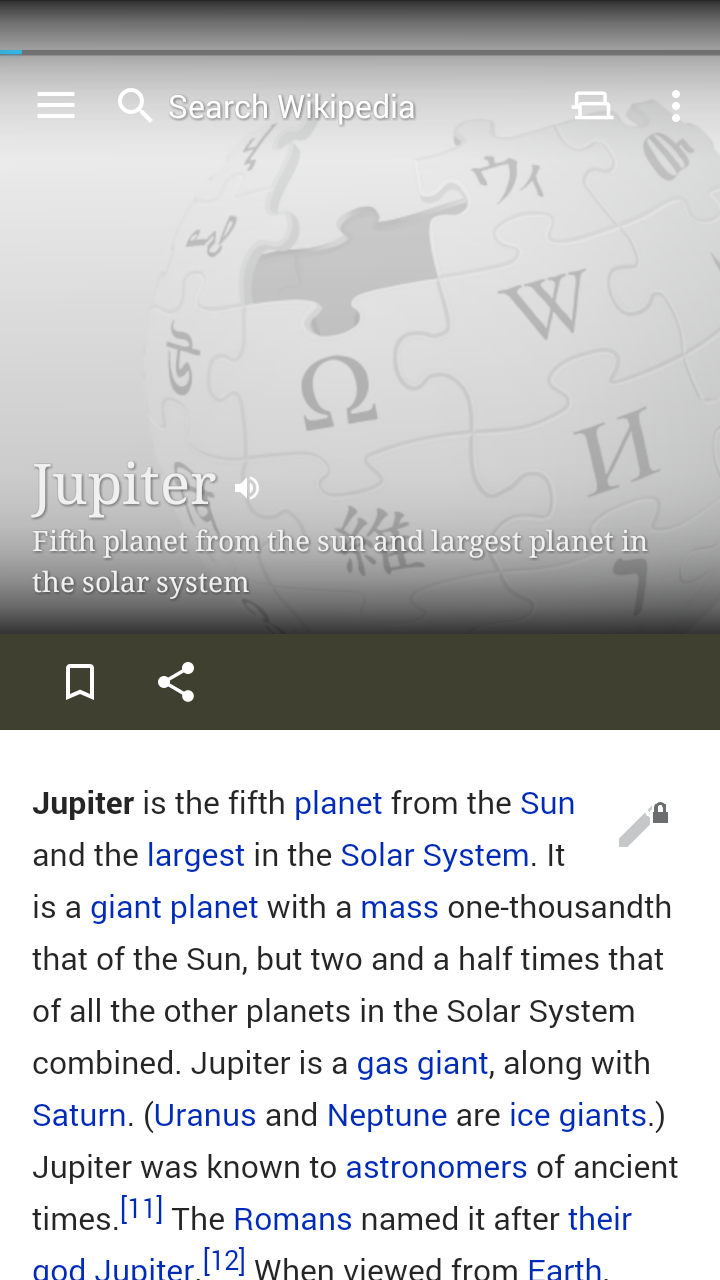 Search Wikipedia
ウィ
W
Ω
И
維
Jupiter
Fifth planet from the sun and largest planet in
the solar system
Jupiter is the fifth planet from the Sun
and the largest in the Solar System. It
is a giant planet with a mass one-thousandth
that of the Sun, but two and a half times that
of all the other planets in the Solar System
combined. Jupiter is a gas giant, along with
Saturn. (Uranus and Neptune are ice giants.)
Jupiter was known to astronomers of ancient
times.[11] The Romans named it after their
god Jupiter.[12] When viewed from Earth,